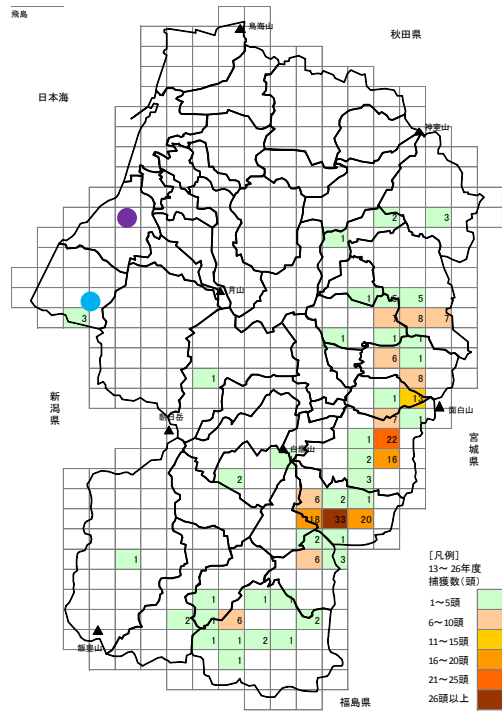 飛島
鳥海山
秋田県
日本海
神室山
2 3
1
月山
1 5
3 8 7
1 1 1
6 1
1 8
1
面白山
新潟県
朝日岳
7 1
宮城県
1 22
白鷹山
2 16
2 3
6 2 1
18 33 20
2 1
1 6 3
1 1 1
2 1 6 2
1 1 2 1
飯豊山
1
福島県
[凡例]
13～ 26年度
捕獲数(頭)
1～5頭
6～10頭
11～15頭
16～20頭
21～25頭
26頭以上